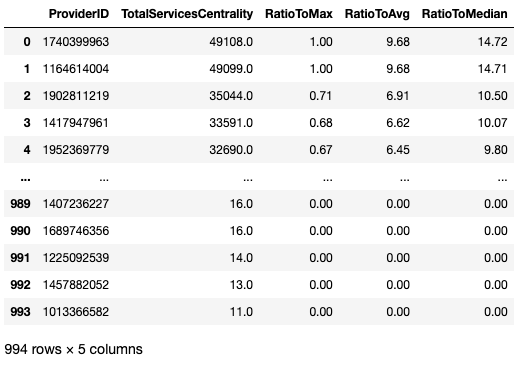 ProviderID TotalServicesCentrality RatioToMax RatioToAvg RatioToMedian
0 1740399963 49108.0 1.00 9.68 14.72
1 1164614004 49099.0 1.00 9.68 14.71
2 1902811219 35044.0 0.71 6.91 10.50
3 1417947961 33591.0 0.68 6.62 10.07
4 1952369779 32690.0 0.67 6.45 9.80
... ... ... ... ... ...
989 1407236227 16.0 0.00 0.00 0.00
990 1689746356 16.0 0.00 0.00 0.00
991 1225092539 14.0 0.00 0.00 0.00
992 1457882052 13.0 0.00 0.00 0.00
993 1013366582 11.0 0.00 0.00 0.00
994 rows × 5 columns